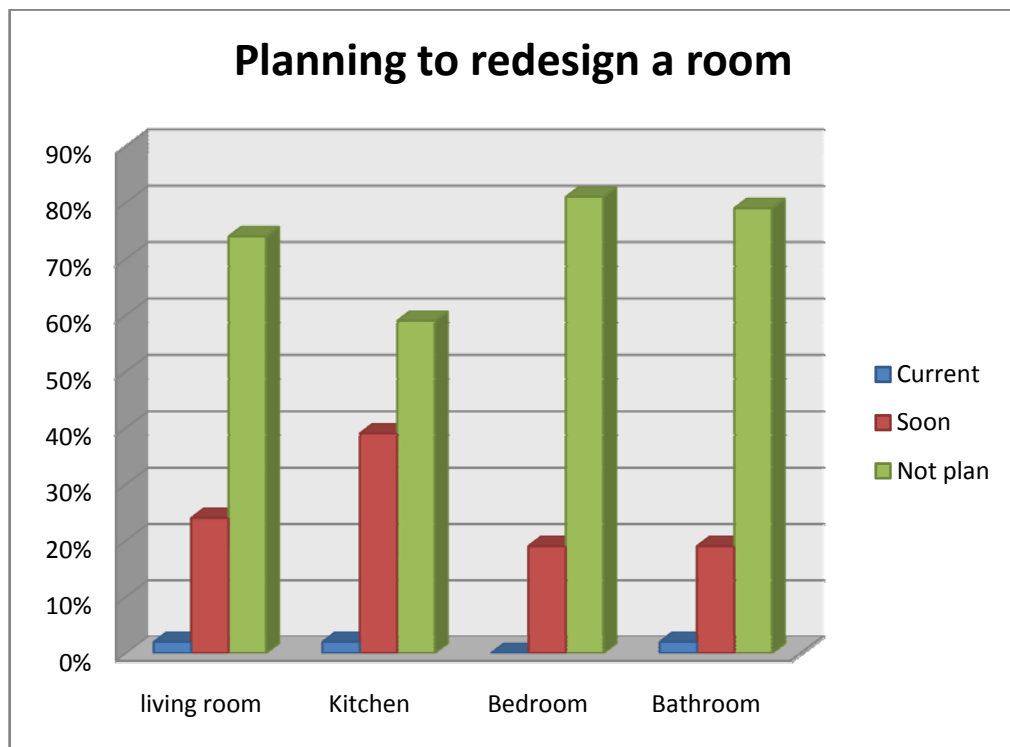 Planning to redesign a room
90%
80%
70%
60%
50%
40%
30%
20%
10%
0%
living room Kitchen Bedroom Bathroom
Current
Soon
Not plan